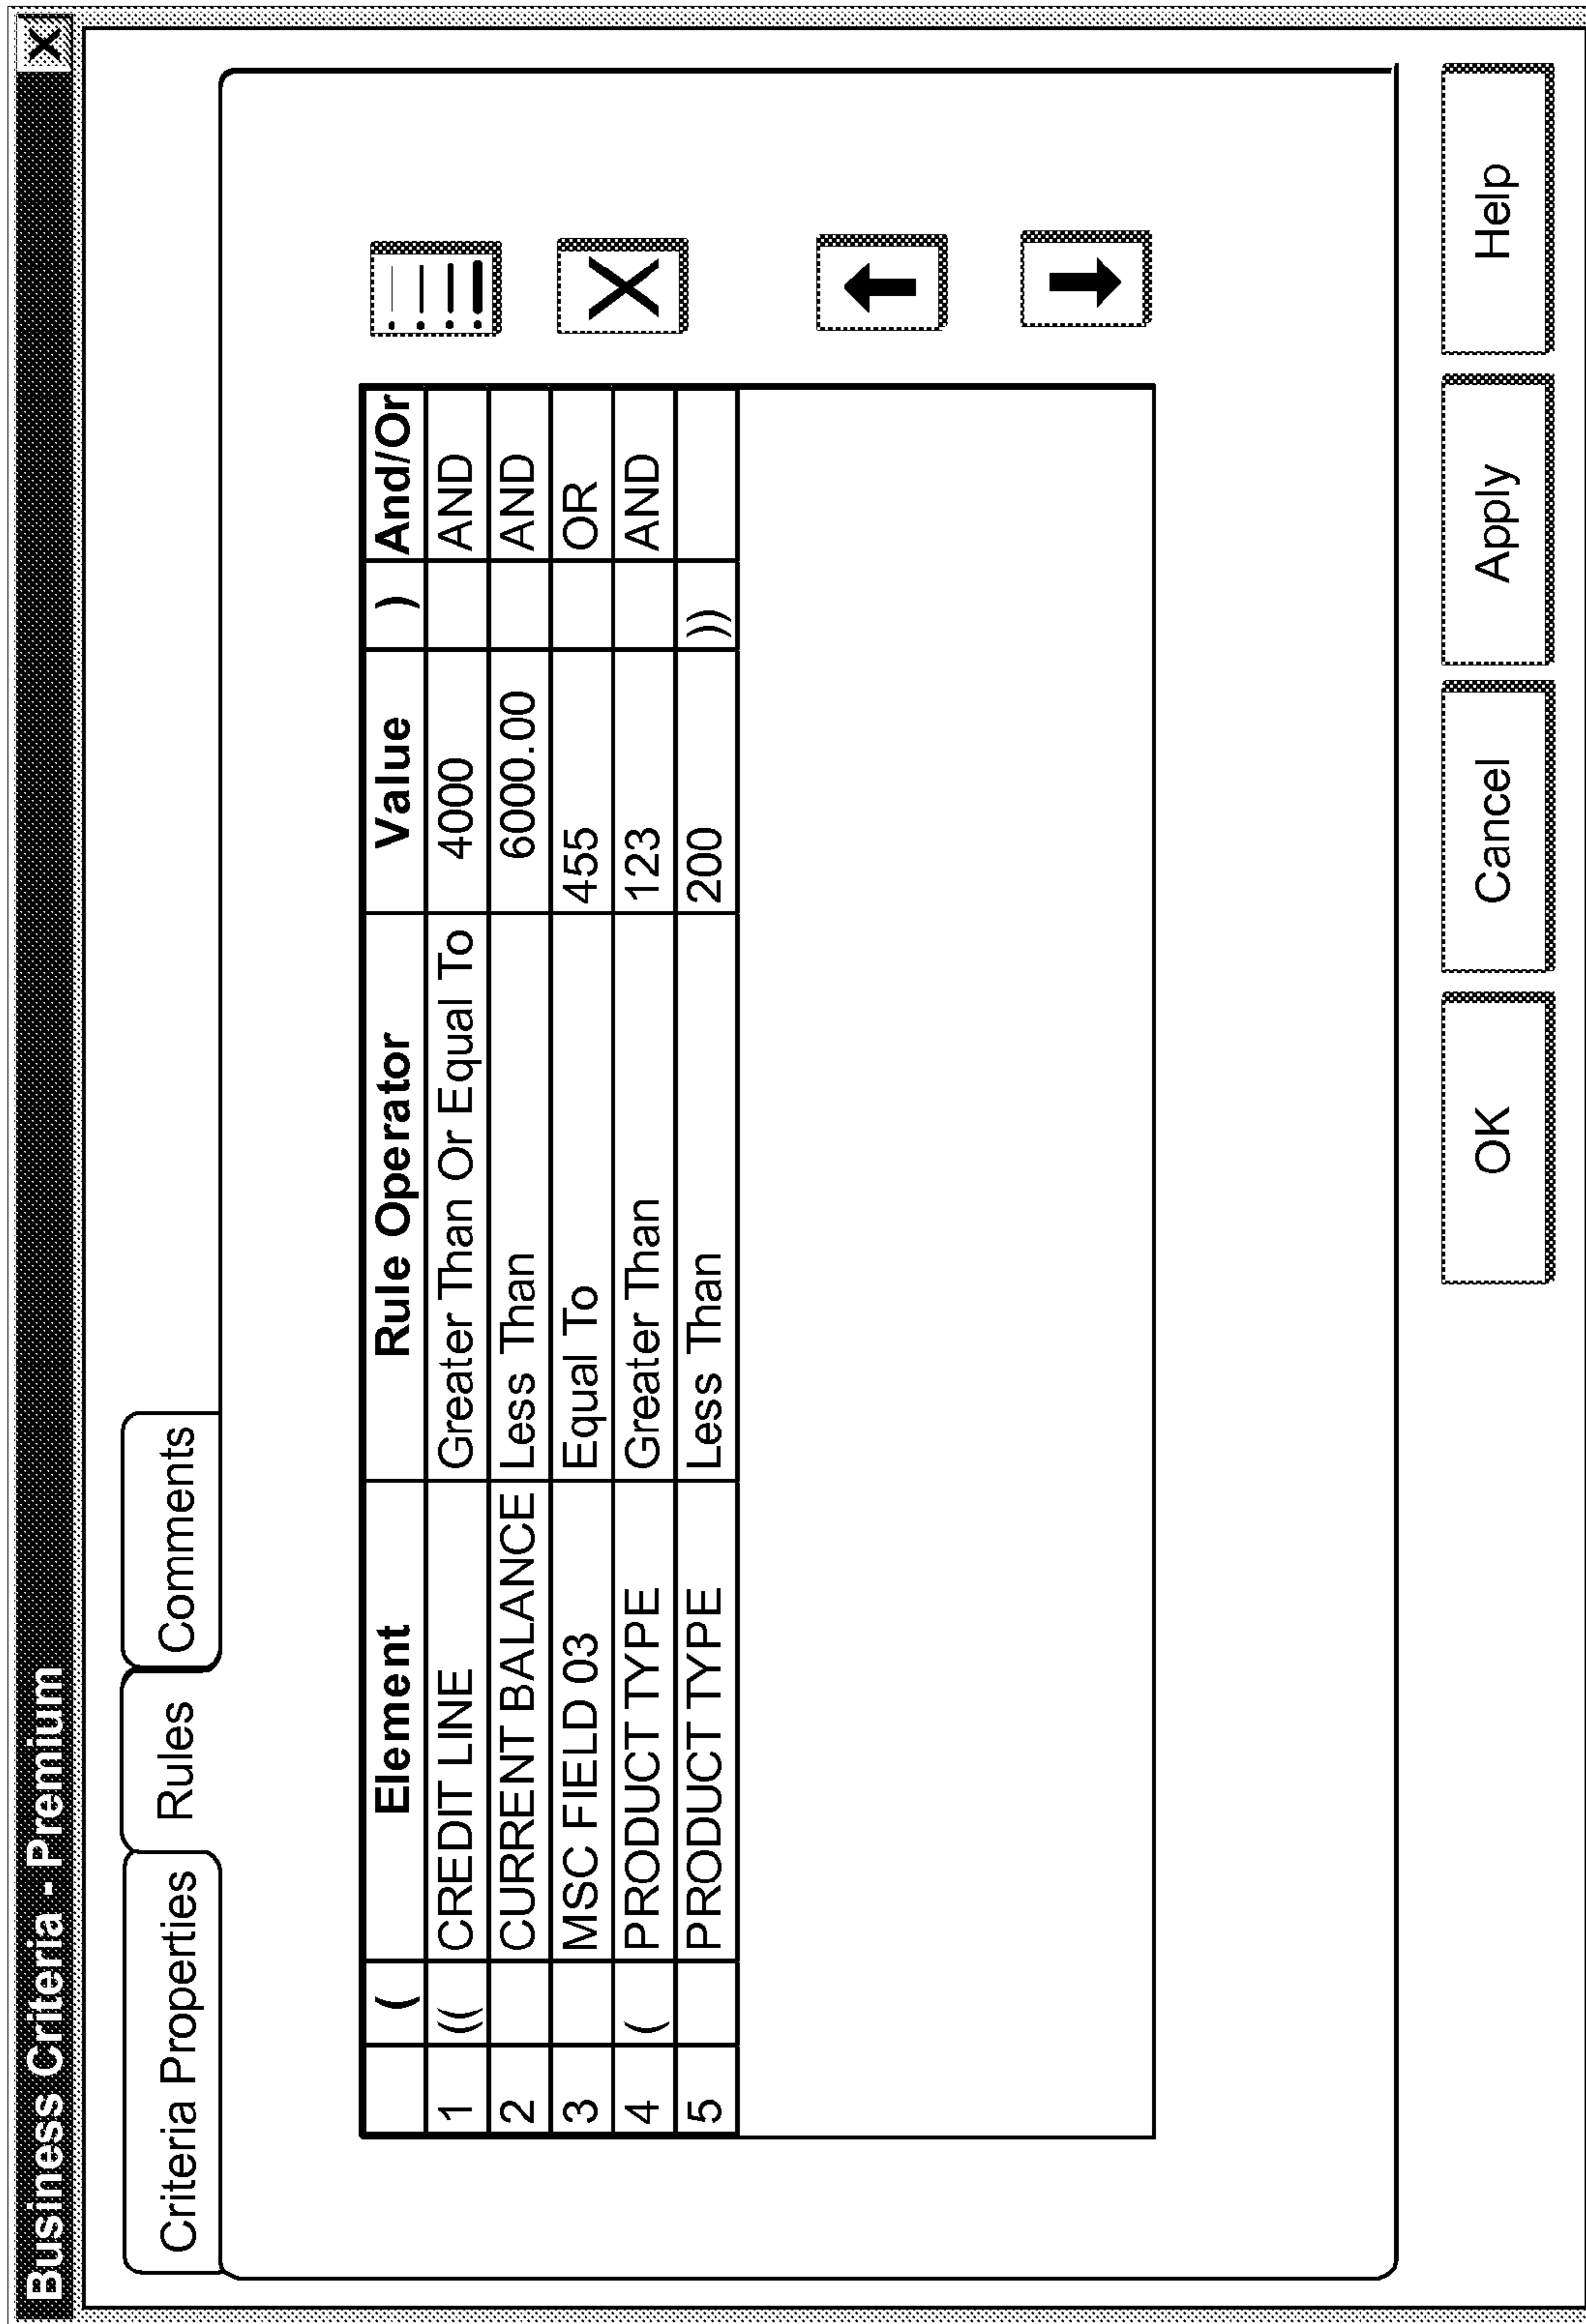 Business Criteria - Premium X
Criteria Properties Rules Comments
( Element Rule Operator Value ) And/Or
1 (( CREDIT LINE Greater Than Or Equal To 4000 AND
2 CURRENT BALANCE Less Than 6000.00 AND
3 MSC FIELD 03 Equal To 455 OR
4 ( PRODUCT TYPE Greater Than 123 AND
5 PRODUCT TYPE Less Than 200 ))
X
OK Cancel Apply Help